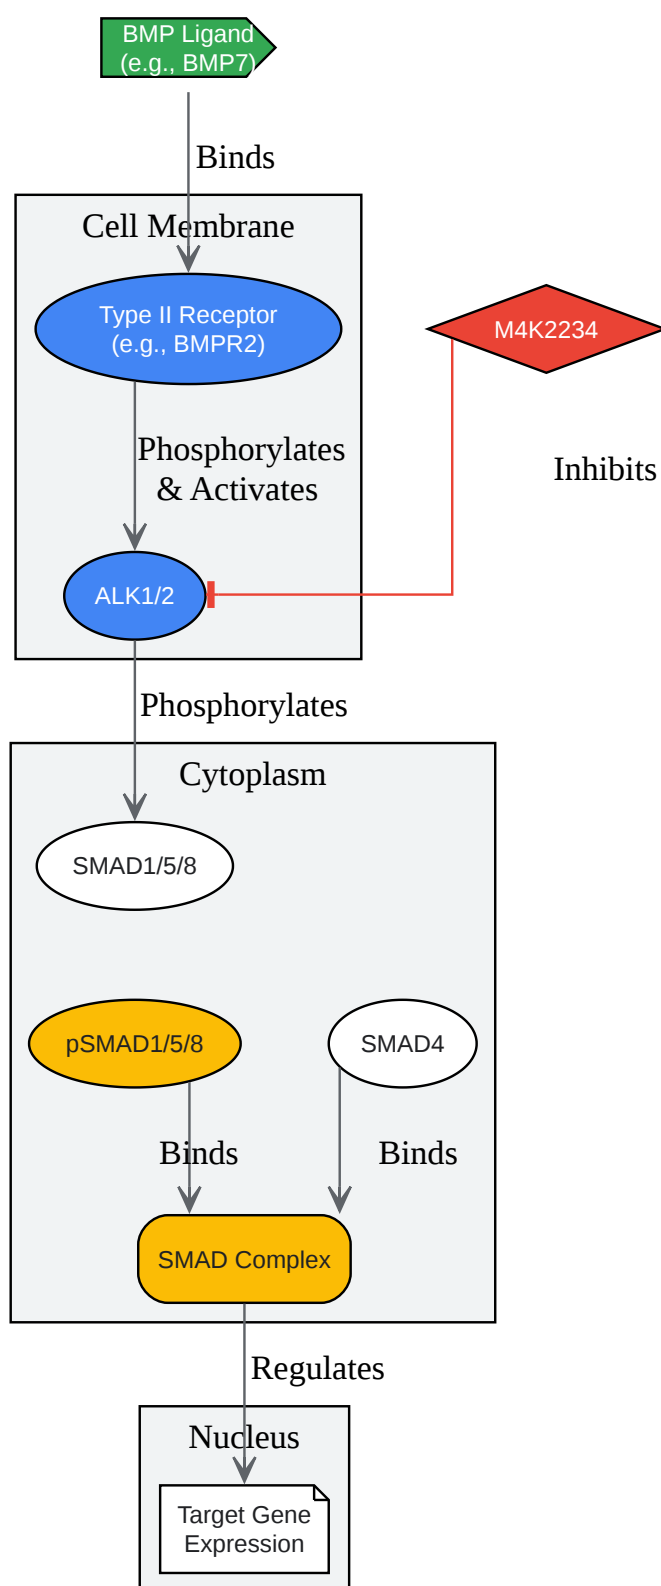 BMP Ligand
(e.g., BMP7)
Binds
Cell Membrane
Type II Receptor
(e.g., BMPR2)
M4K2234
Phosphorylates
& Activates
Inhibits
ALK1/2
Phosphorylates
Cytoplasm
SMAD1/5/8
pSMAD1/5/8
SMAD4
Binds
Binds
SMAD Complex
Regulates
Nucleus
Target Gene
Expression